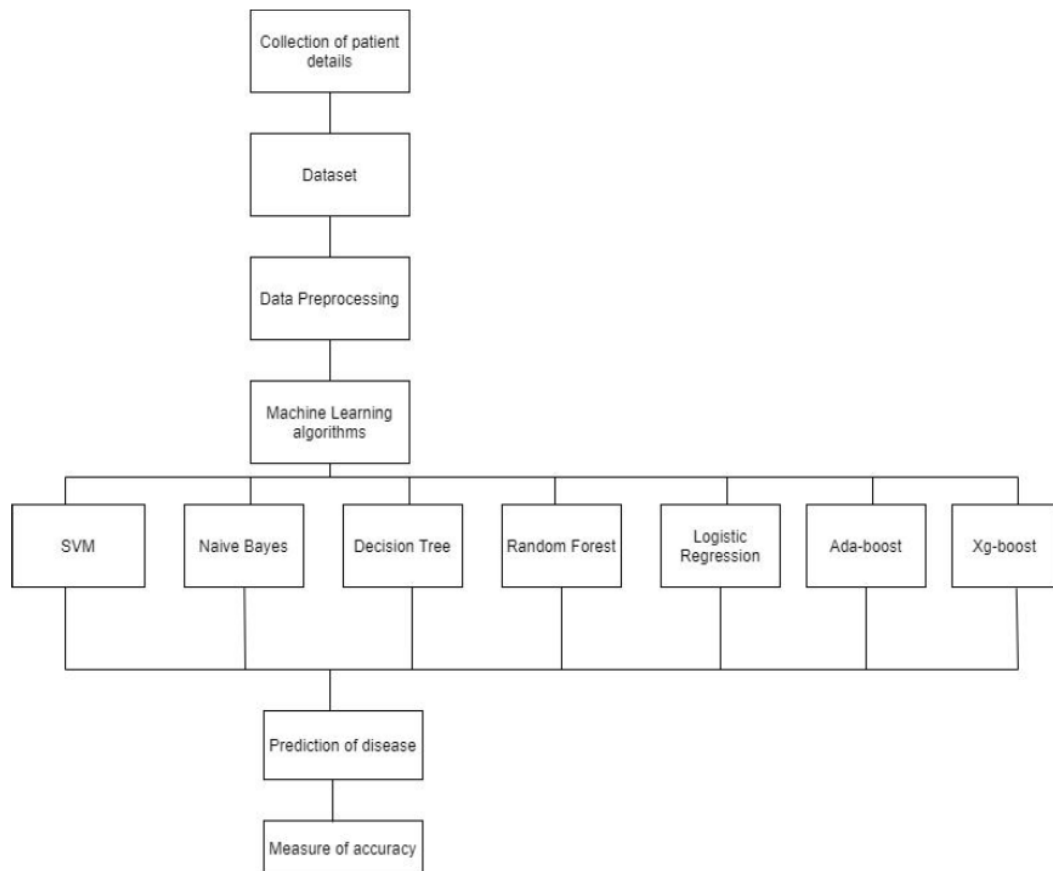 Collection of patient
details
Dataset
Data Preprocessing
Machine Learning
algorithms
SVM
Naive Bayes
Decision Tree
Random Forest
Logistic
Regression
Ada-boost
Xg-boost
Prediction of disease
Measure of accuracy